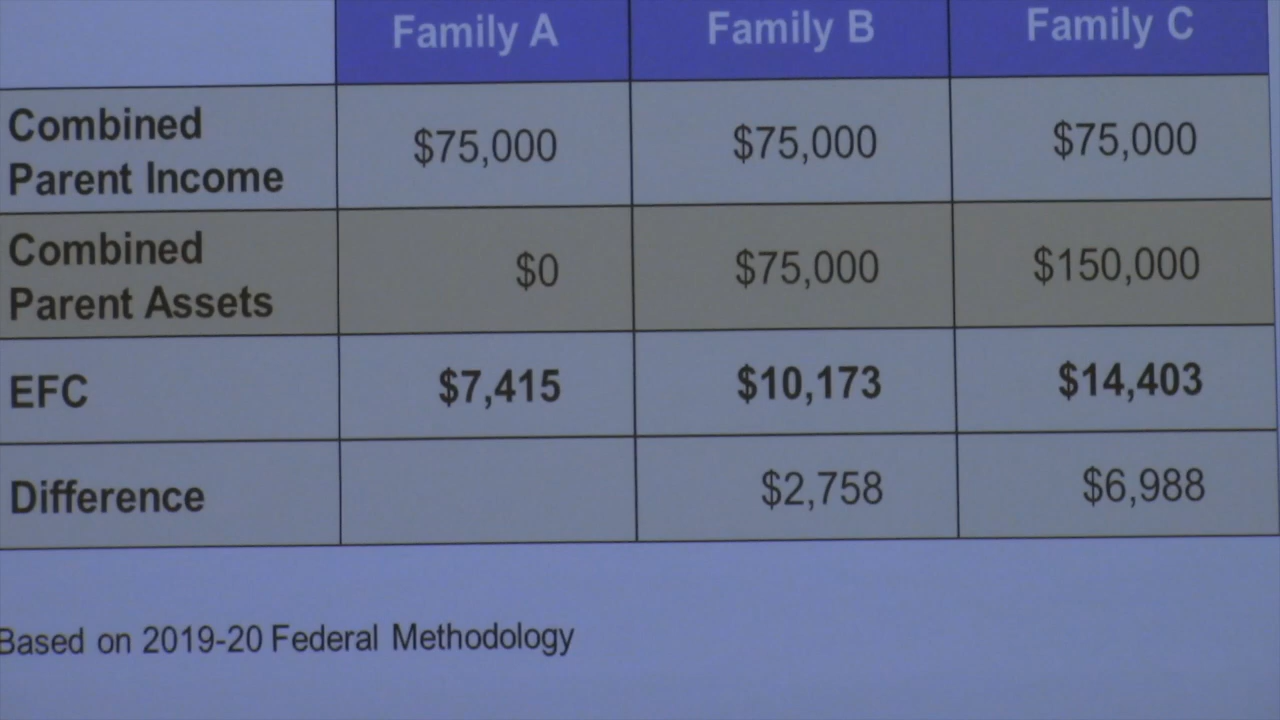 Family A Family B Family C
Combined
Parent Income $75,000 $75,000 $75,000
Combined
Parent Assets $0 $75,000 $150,000
EFC $7,415 $10,173 $14,403
Difference $2,758 $6,988
Based on 2019-20 Federal Methodology